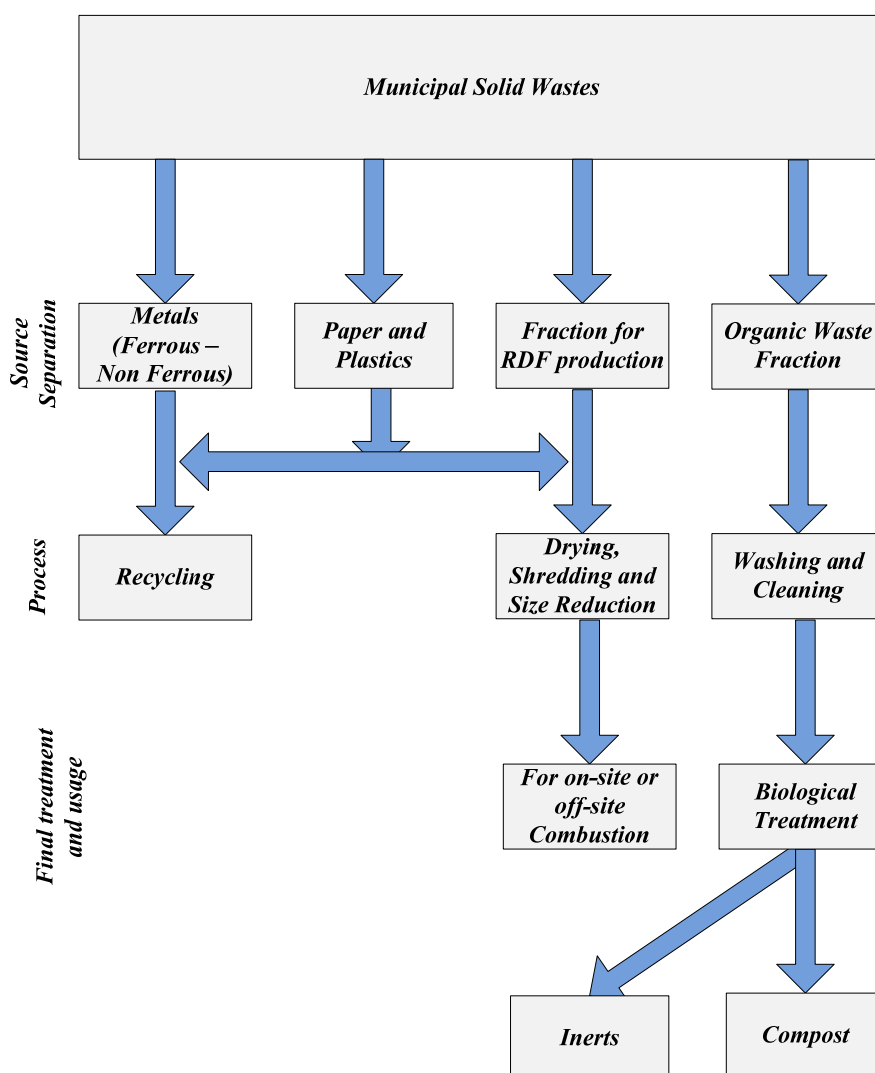 Municipal Solid Wastes
Source
Separation
Metals
(Ferrous –
Non Ferrous)
Paper and
Plastics
Fraction for
RDF production
Organic Waste
Fraction
Process
Recycling
Drying,
Shredding and
Size Reduction
Washing and
Cleaning
Final treatment
and usage
For on-site or
off-site
Combustion
Biological
Treatment
Inerts
Compost